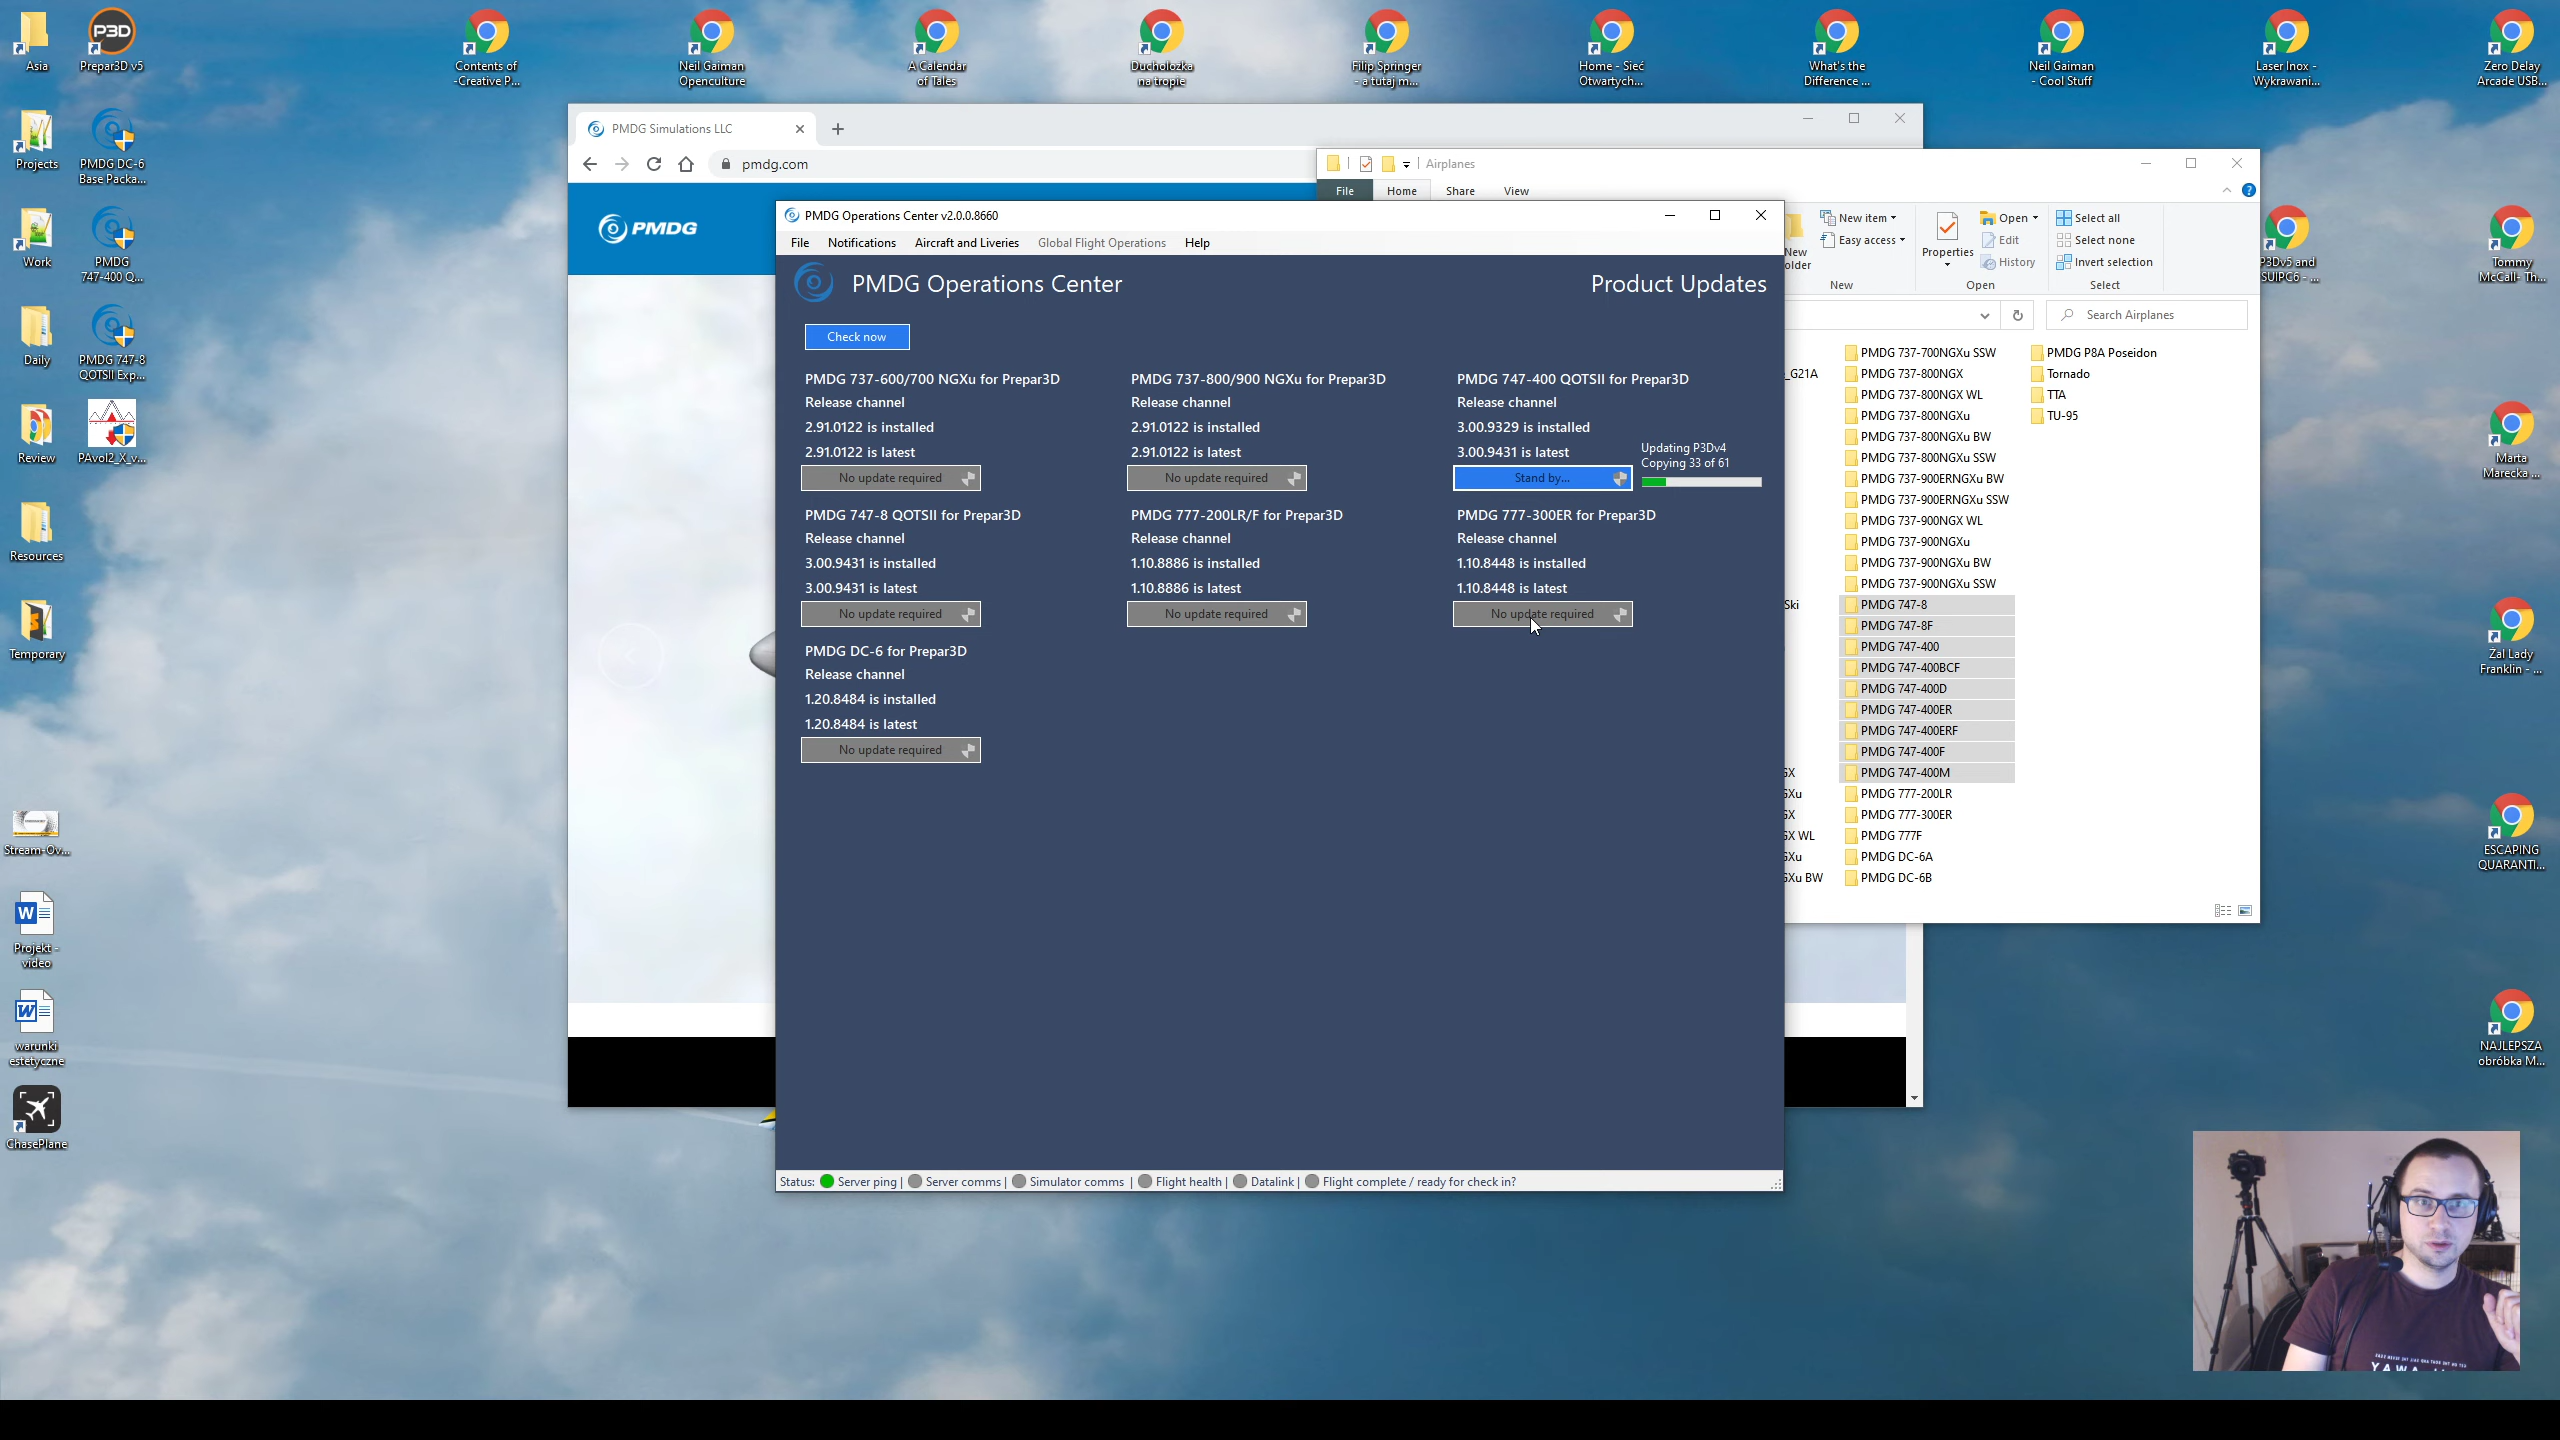 Asia
Prepar3D v5
Contents of
-Creative P...
Neil Gaiman
Openculture
A Calendar
of Tales
Ducholożka
na tropie
Filip Springer
- a tutaj m...
Home - Sieć
Otwartych...
What's the
Difference ...
Neil Gaiman
- Cool Stuff
Laser Inox -
Wykrawani...
Zero Delay
Arcade USB...
Projects
PMDG DC-6
Base Packa...
Work
PMDG
747-400 Q...
Daily
PMDG 747-8
QOTSII Exp...
Review
PAvol2_X_v...
Resources
Temporary
Stream-Ov...
Projekt -
video
warunki
estetyczne
ChasePlane
P3Dv5 and
Tommy
McCall- Th...
Marta
Marecka ...
Żal Lady
Franklin - ...
ESCAPING
QUARANTI...
NAJLEPSZA
obróbka M...
PMDG Simulations LLC
pmdg.com
PMDG
Airplanes
File
Home
Share
View
New item
Easy access
New
Properties
Open
Edit
History
Select all
Select none
Invert selection
New
Open
Select
Search Airplanes
_G21A
Ski
GX
GXu
GX
GX WL
GXu
GXu BW
PMDG 737-700NGXu SSW
PMDG 737-800NGX
PMDG 737-800NGX WL
PMDG 737-800NGXu
PMDG 737-800NGXu BW
PMDG 737-800NGXu SSW
PMDG 737-900ERNGXu BW
PMDG 737-900ERNGXu SSW
PMDG 737-900NGX WL
PMDG 737-900NGXu
PMDG 737-900NGXu BW
PMDG 737-900NGXu SSW
PMDG 747-8
PMDG 747-8F
PMDG 747-400
PMDG 747-400BCF
PMDG 747-400D
PMDG 747-400ER
PMDG 747-400ERF
PMDG 747-400F
PMDG 747-400M
PMDG 777-200LR
PMDG 777-300ER
PMDG 777F
PMDG DC-6A
PMDG DC-6B
PMDG P8A Poseidon
Tornado
TTA
TU-95
PMDG Operations Center v2.0.0.8660
File
Notifications
Aircraft and Liveries
Global Flight Operations
Help
PMDG Operations Center
Product Updates
Check now
PMDG 737-600/700 NGXu for Prepar3D
Release channel
2.91.0122 is installed
2.91.0122 is latest
No update required
PMDG 737-800/900 NGXu for Prepar3D
Release channel
2.91.0122 is installed
2.91.0122 is latest
No update required
PMDG 747-400 QOTSII for Prepar3D
Release channel
3.00.9329 is installed
3.00.9431 is latest
Stand by...
Updating P3Dv4
Copying 33 of 61
PMDG 747-8 QOTSII for Prepar3D
Release channel
3.00.9431 is installed
3.00.9431 is latest
No update required
PMDG 777-200LR/F for Prepar3D
Release channel
1.10.8886 is installed
1.10.8886 is latest
No update required
PMDG 777-300ER for Prepar3D
Release channel
1.10.8448 is installed
1.10.8448 is latest
No update required
PMDG DC-6 for Prepar3D
Release channel
1.20.8484 is installed
1.20.8484 is latest
No update required
Status: Server ping | Server comms | Simulator comms | Flight health | Datalink | Flight complete / ready for check in?